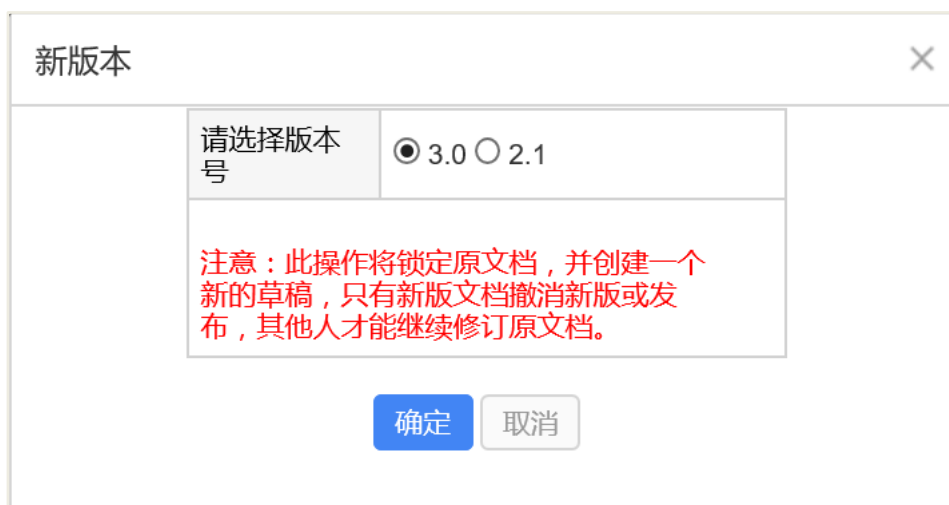 新版本
请选择版本
号
3.0 2.1
注意：此操作将锁定原文档，并创建一个
新的草稿，只有新版文档撤消新版或发
布，其他人才能继续修订原文档。
确定 取消